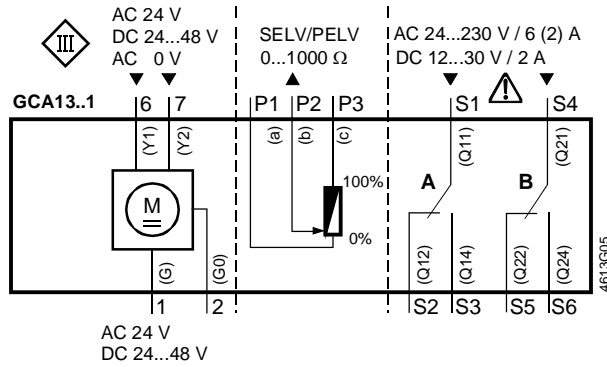 AC 24 V
DC 24...48 V
AC 0 V
SELV/PELV
0...1000 Ω
AC 24...230 V / 6 (2) A
DC 12...30 V / 2 A
III
GCA13..1
6 7 P1 P2 P3 S1 S4
(Y1) (Y2) (a) (b) (c) (Q11) (Q21)
100%
A B
M
0%
(G) (G0) (Q12) (Q14) (Q22) (Q24)
1 2 S2 S3 S5 S6
AC 24 V
DC 24...48 V
4613G05